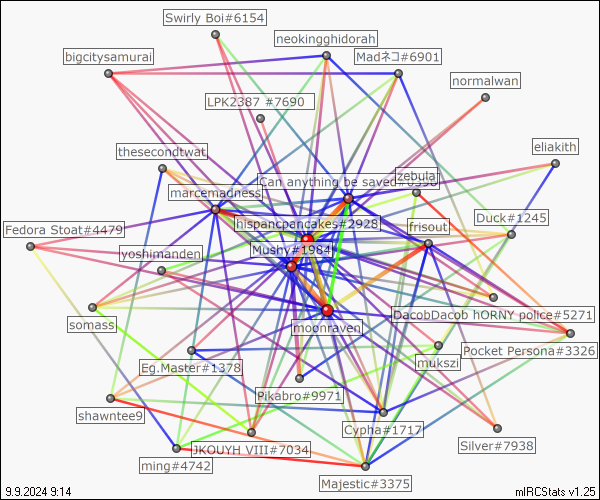 Swirly Boi#6154
neokingghidorah
bigcitysamurai
Madネコ#6901
normalwan
LPK2387 #7690
thesecondtwat
eliakith
zebula
Can anything be saved#
marcemadness
Duck#1245
hispancpancakes#2928
Fedora Stoat#4479
frisout
Mushy#1984
yoshimanden
DacobDacob hORNY police#5271
somass
moonraven
Pocket Persona#3326
mukszi
Eg.Master#1378
Pikabro#9971
shawntee9
Cypha#1717
Silver#7938
JKOUYH VIII#7034
ming#4742
Majestic#3375
9.9.2024 9:14
mIRCStats v1.25